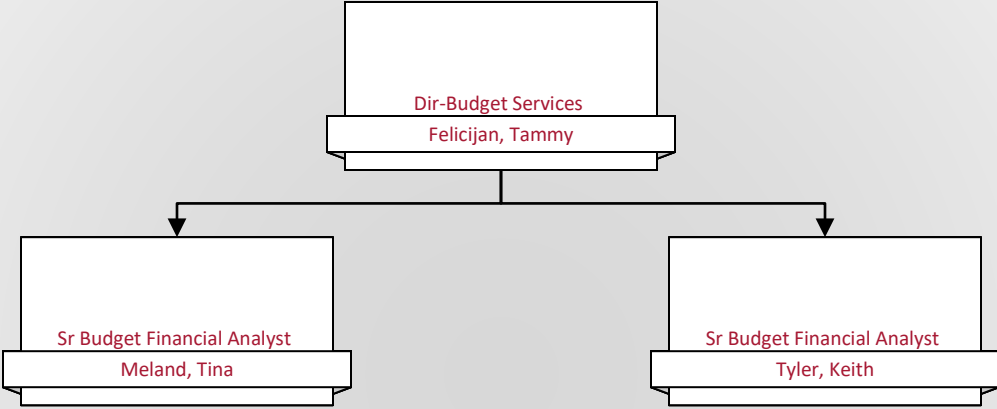 Dir-Budget Services
Felicijan, Tammy
Sr Budget Financial Analyst
Meland, Tina
Sr Budget Financial Analyst
Tyler, Keith